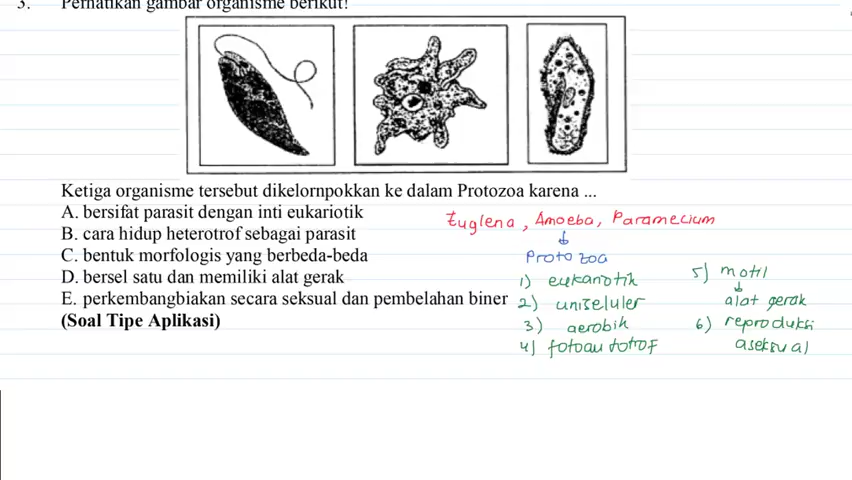 3. Perhatikan gambar organisme berikut!
Ketiga organisme tersebut dikelornpokkan ke dalam Protozoa karena ...
A. bersifat parasit dengan inti eukariotik
B. cara hidup heterotrof sebagai parasit
C. bentuk morfologis yang berbeda-beda
D. bersel satu dan memiliki alat gerak
E. perkembangbiakan secara seksual dan pembelahan biner
(Soal Tipe Aplikasi)
Euglena, Amoeba, Paramecium
Protozoa
1) eukariotik
2) uniseluler
3) aerobik
4) fotoautotrof
5) motil
alat gerak
6) reproduksi
aseksual